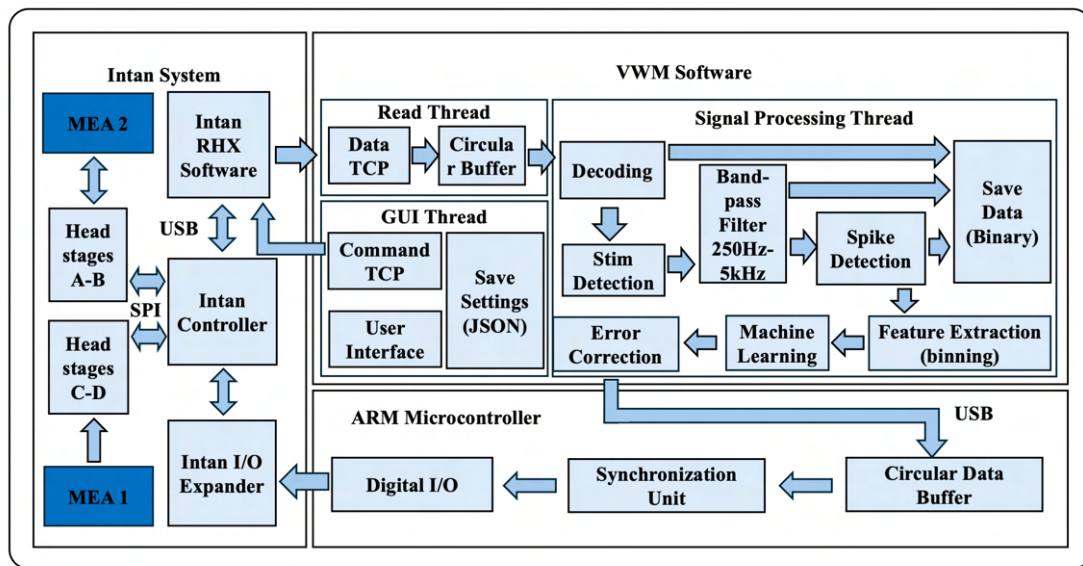 Intan System
MEA 2
Intan
RHX
Software
USB
Head
stages
A-B
SPI
Intan
Controller
Head
stages
C-D
MEA 1
Intan I/O
Expander
VWM Software
Read Thread
Data
TCP
Circula
r Buffer
GUI Thread
Command
TCP
User
Interface
Save
Settings
(JSON)
Signal Processing Thread
Decoding
Stim
Detection
Band-
pass
Filter
250Hz-
5kHz
Spike
Detection
Save
Data
(Binary)
Error
Correction
Machine
Learning
Feature Extraction
(binning)
ARM Microcontroller
USB
Digital I/O
Synchronization
Unit
Circular Data
Buffer